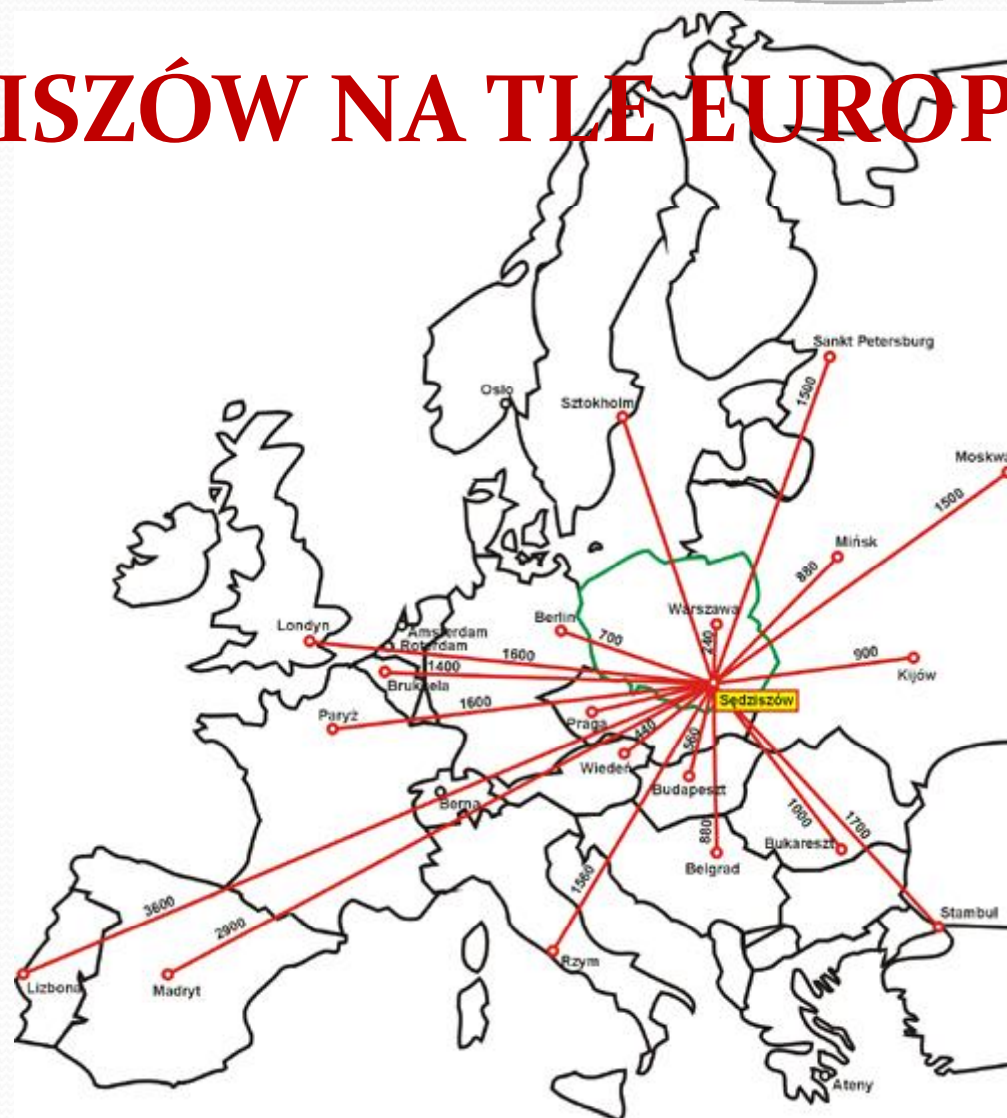 ISZÓW NA TLE EUROP
Sankt Petersburg
1500
Oslo
Sztokholm
Moskwa
1500
Mińsk
880
Warszawa
240
Berlin
700
Londyn
Amsterdam
Roterdam
1600
1400
Bruksela
900
Kijów
Sędziszów
Paryż
1600
Praga
440
560
Wiedeń
Budapeszt
Berna
880
1000
1700
Bukareszt
Belgrad
1560
3600
2900
Stambuł
Rzym
Lizbona
Madryt
Ateny